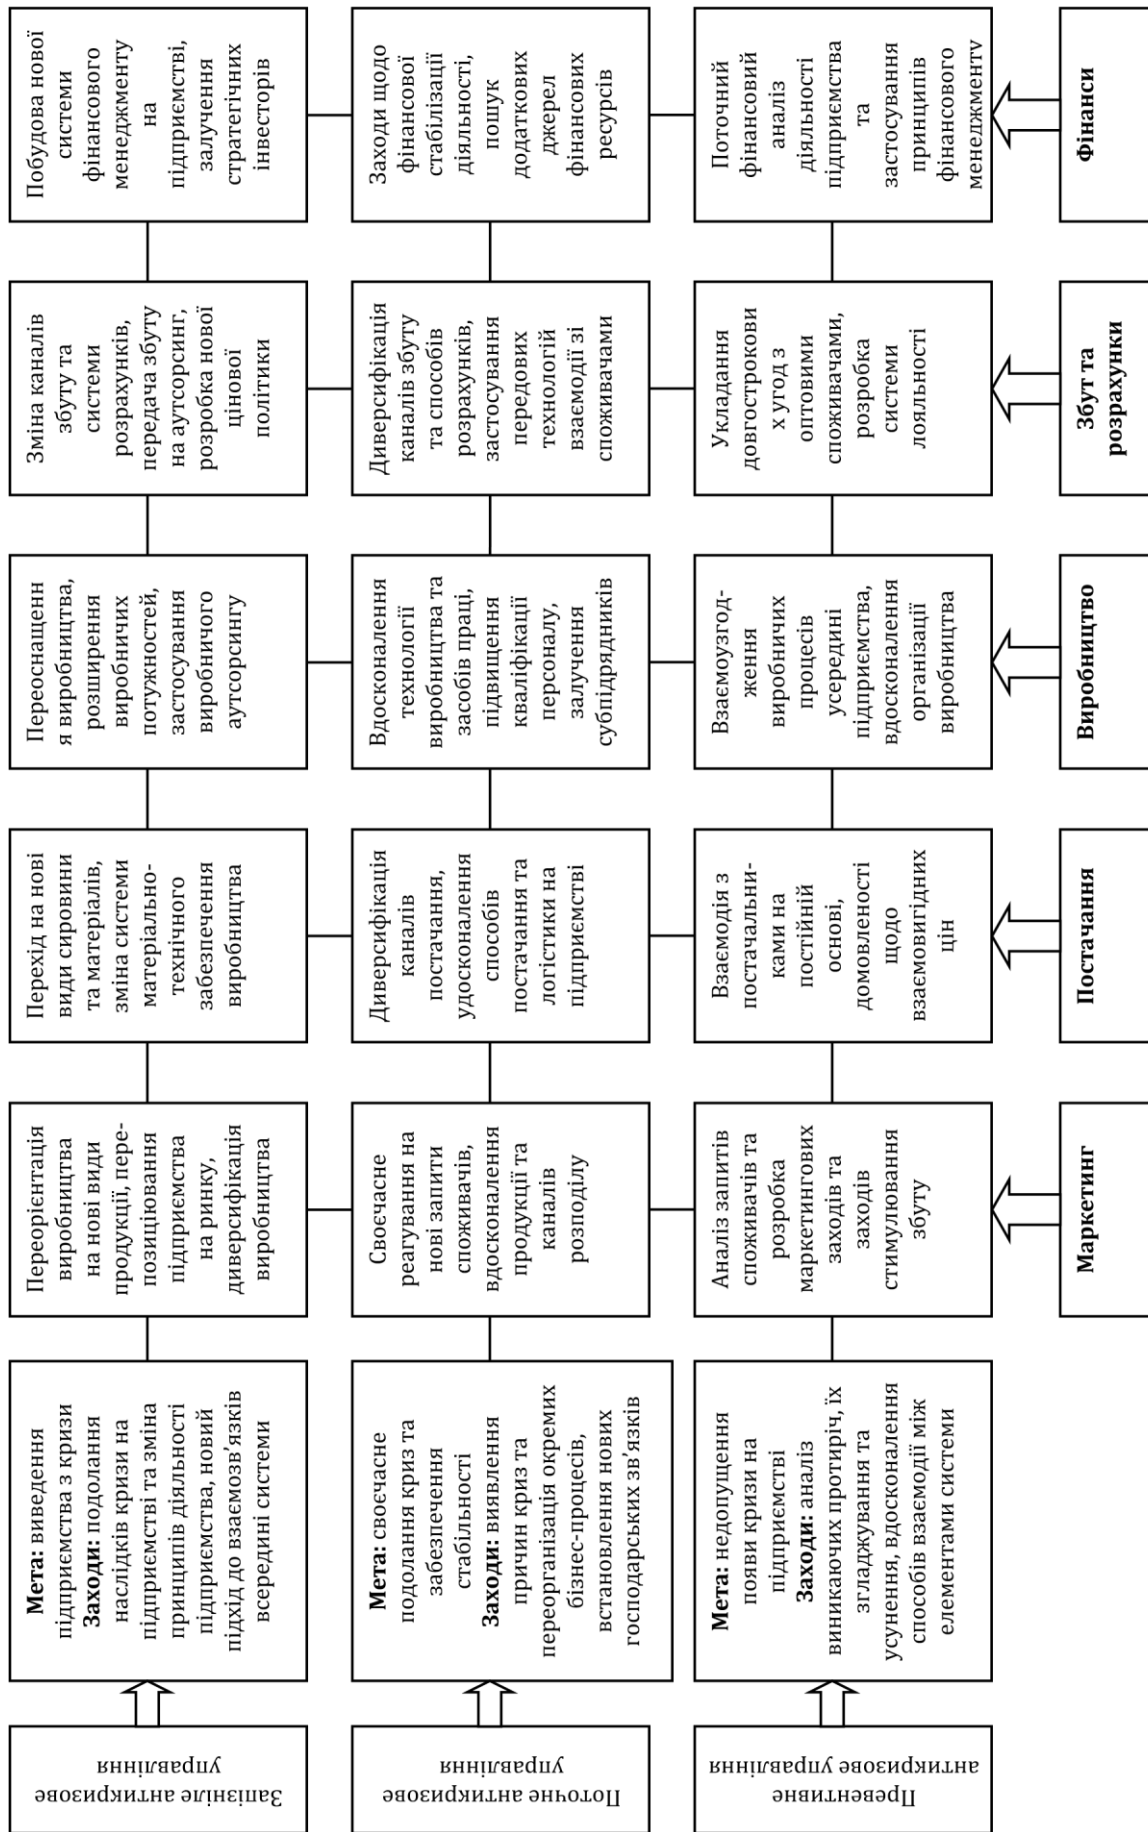 Запізніле антикризове
управління
Мета: виведення
підприємства з кризи
Заходи: подолання
наслідків кризи на
підприємстві та зміна
принципів діяльності
підприємства, новий
підхід до взаємозв’язків
всередині системи
Переорієнтація
виробництва
на нові види
продукції, пере-
позиціювання
підприємства
на ринку,
диверсифікація
виробництва
Перехід на нові
види сировини
та матеріалів,
зміна системи
матеріально-
технічного
забезпечення
виробництва
Переоснащенн
я виробництва,
розширення
виробничих
потужностей,
застосування
виробничого
аутсорсингу
Зміна каналів
збуту та
системи
розрахунків,
передача збуту
на аутсорсинг,
розробка нової
цінової
політики
Побудова нової
системи
фінансового
менеджменту
на
підприємстві,
залучення
стратегічних
інвесторів
Поточне антикризове
управління
Мета: своєчасне
подолання криз та
забезпечення
стабільності
Заходи: виявлення
причин криз та
переорганізація окремих
бізнес-процесів,
встановлення нових
господарських зв’язків
Своєчасне
реагування на
нові запити
споживачів,
вдосконалення
продукції та
каналів
розподілу
Диверсифікація
каналів
постачання,
удосконалення
способів
постачання та
логістики на
підприємстві
Вдосконалення
технології
виробництва та
засобів праці,
підвищення
кваліфікації
персоналу,
залучення
субпідрядників
Диверсифікація
каналів збуту
та способів
розрахунків,
застосування
передових
технологій
взаємодії зі
споживачами
Заходи щодо
фінансової
стабілізації
діяльності,
пошук
додаткових
джерел
фінансових
ресурсів
Превентивне
антикризове управління
Мета: недопущення
появи кризи на
підприємстві
Заходи: аналіз
виникаючих протиріч, їх
згладжування та
усунення, вдосконалення
способів взаємодії між
елементами системи
Аналіз запитів
споживачів та
розробка
маркетингових
заходів та
заходів
стимулювання
збуту
Взаємодія з
постачальни-
ками на
постійній
основі,
домовленості
щодо
взаємовигідних
цін
Взаємоузгод-
ження
виробничих
процесів
усередині
підприємства,
вдосконалення
організації
виробництва
Укладання
довгострокови
х угод з
оптовими
споживачами,
розробка
системи
лояльності
Поточний
фінансовий
аналіз
діяльності
підприємства
та
застосування
принципів
фінансового
менеджменту
Маркетинг
Постачання
Виробництво
Збут та
розрахунки
Фінанси